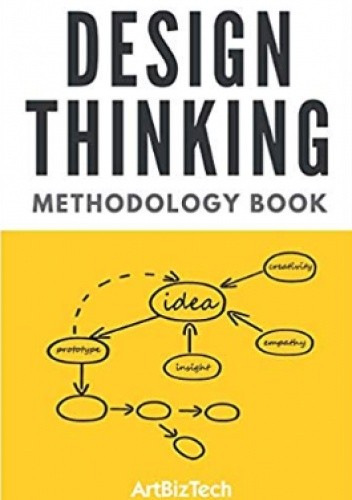 DESIGN
THINKING
METHODOLOGY BOOK
creativity
idea
prototype
empathy
insight
ArtBizTech